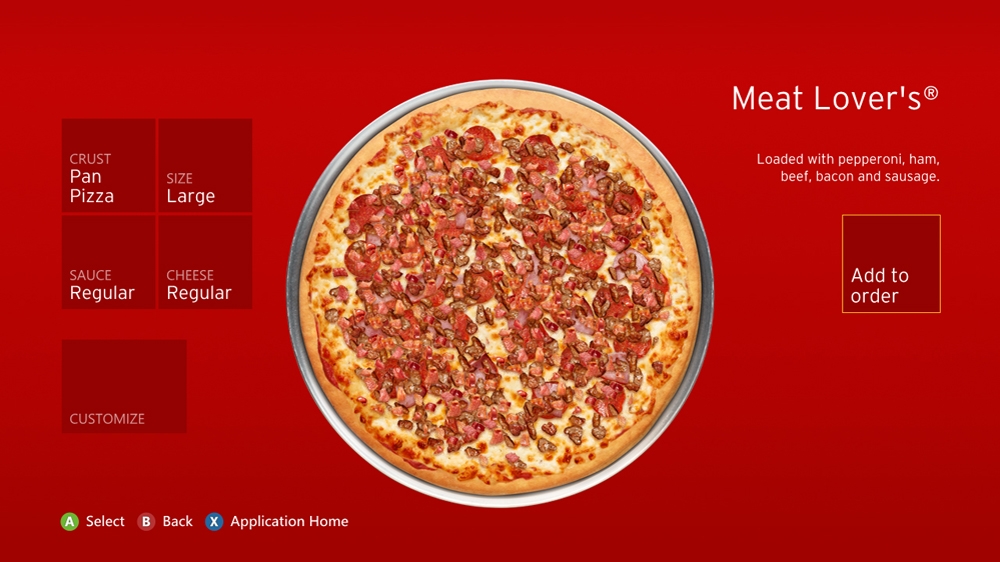 Meat Lover's®
Loaded with pepperoni, ham,
beef, bacon and sausage.
CRUST
Pan
Pizza
SIZE
Large
SAUCE
Regular
CHEESE
Regular
CUSTOMIZE
Add to
order
A Select B Back X Application Home